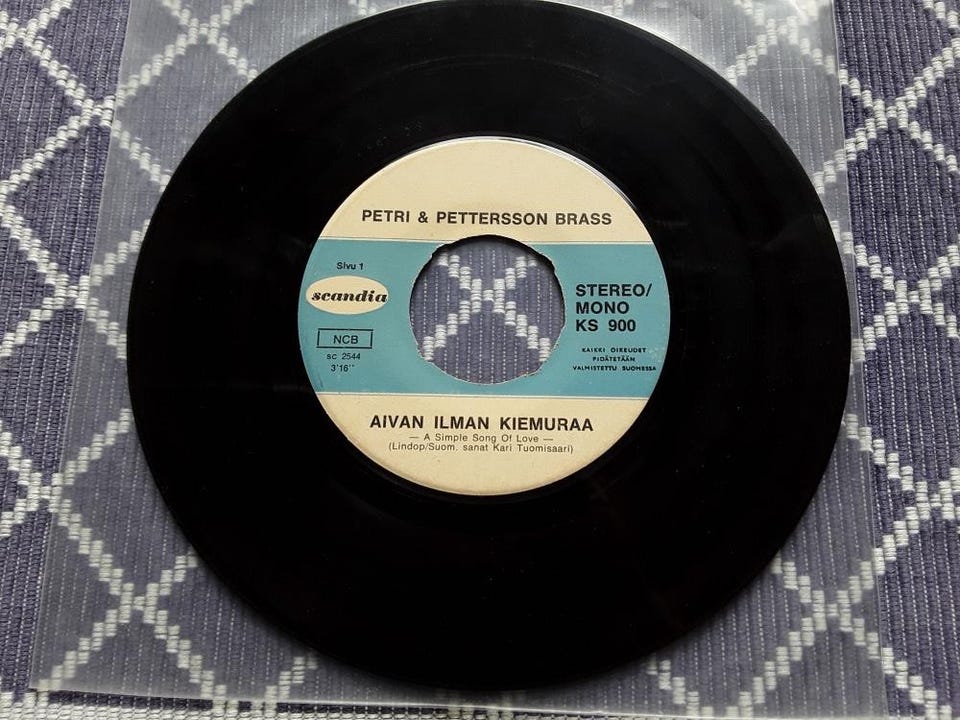 PETRI & PETTERSSON BRASS
Sivu 1
scandia
NCB
sc 2544
3'16''
STEREO/
MONO
KS 900
KAIKKI OIKEUDET
PIDÄTETÄÄN
VALMISTETTU SUOMESSA
AIVAN ILMAN KIEMURAA
— A Simple Song Of Love —
(Lindop/Suom. sanat Kari Tuomisaari)